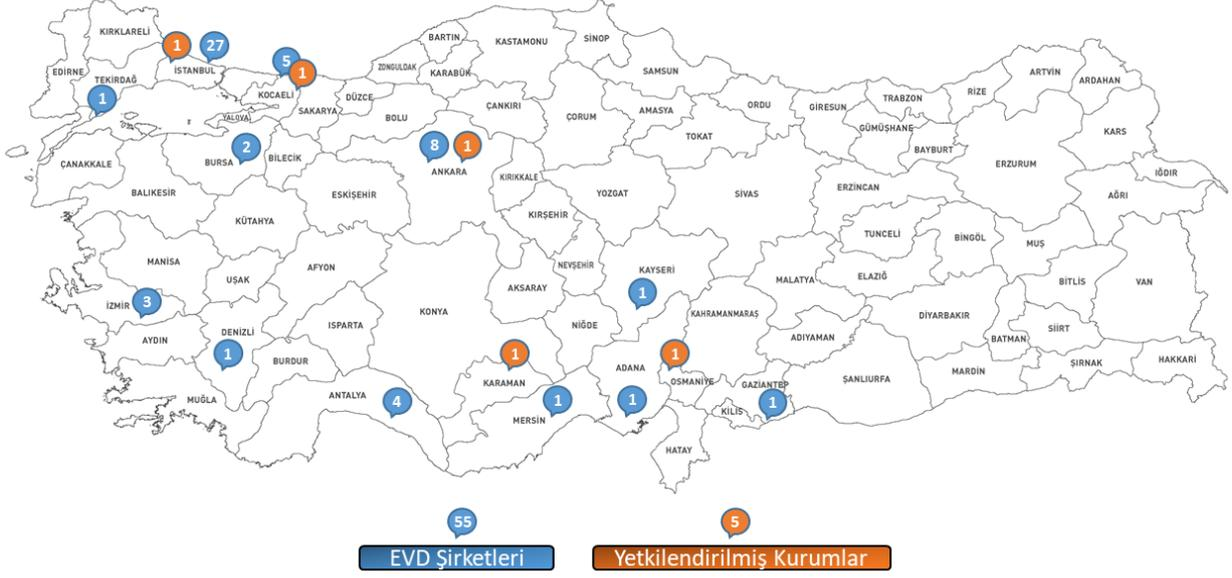 KIRKLARELİ
EDİRNE
TEKİRDAĞ
1
1
27
İSTANBUL
5
1
KOCAELİ
YALOVA
SAKARYA
DÜZCE
ZONGULDAK
BARTIN
KARABÜK
KASTAMONU
SİNOP
SAMSUN
ÇANKIRI
ÇORUM
AMASYA
TOKAT
ORDU
GİRESUN
TRABZON
GÜMÜŞHANE
BAYBURT
RİZE
ARTVİN
ARDAHAN
KARS
IĞDIR
ERZURUM
AĞRI
ÇANAKKALE
BALIKESİR
BURSA
2
BİLECİK
BOLU
8
1
ANKARA
KIRIKKALE
ESKİŞEHİR
KÜTAHYA
KIRŞEHİR
YOZGAT
SİVAS
ERZİNCAN
TUNCELİ
BİNGÖL
MUŞ
BİTLİS
VAN
MANİSA
UŞAK
AFYON
İZMİR
3
AYDIN
DENİZLİ
1
MUĞLA
BURDUR
ISPARTA
ANTALYA
4
KONYA
AKSARAY
NEVŞEHİR
NİĞDE
KAYSERİ
1
MALATYA
ELAZIĞ
KAHRAMANMARAŞ
ADIYAMAN
DİYARBAKIR
BATMAN
SİİRT
ŞIRNAK
HAKKARİ
MARDİN
ŞANLIURFA
1
KARAMAN
MERSİN
1
ADANA
1
1
OSMANİYE
GAZİANTEP
1
KİLİS
HATAY
55
5
EVD Şirketleri
Yetkilendirilmiş Kurumlar